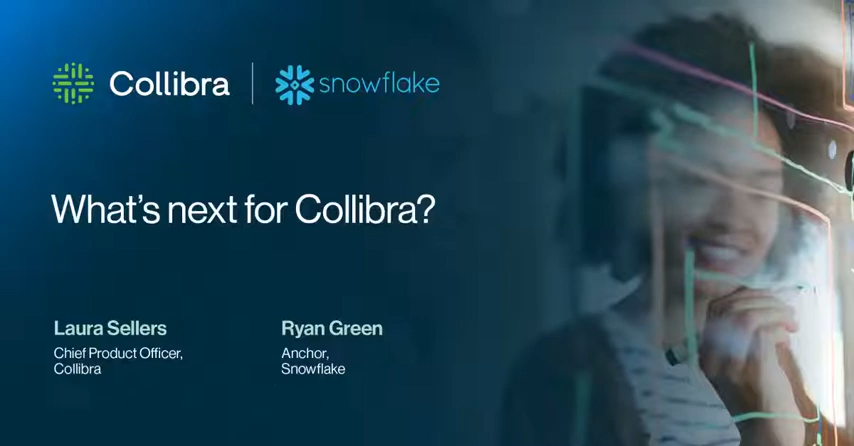 Collibra
snowflake
What's next for Collibra?
Laura Sellers
Chief Product Officer,
Collibra
Ryan Green
Anchor,
Snowflake